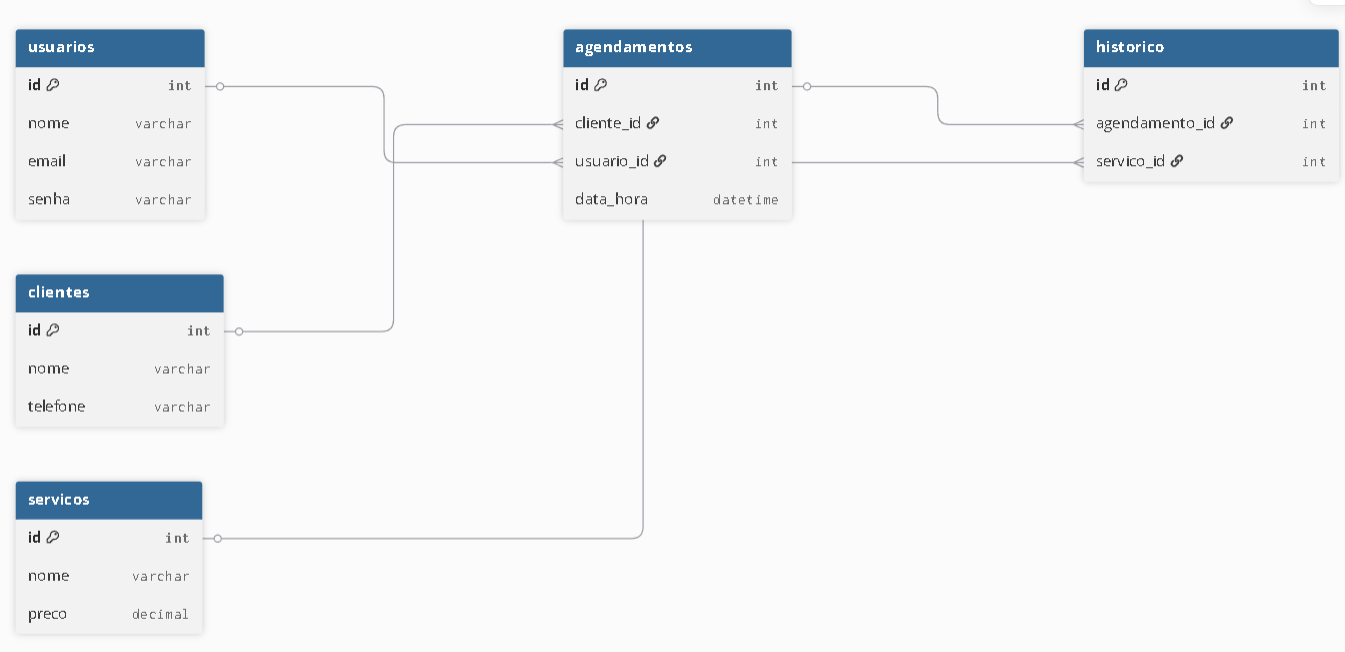 usuarios
id int
nome varchar
email varchar
senha varchar
clientes
id int
nome varchar
telefone varchar
servicos
id int
nome varchar
preco decimal
agendamentos
id int
cliente_id int
usuario_id int
data_hora datetime
historico
id int
agendamento_id int
servico_id int